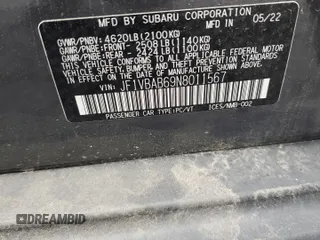 MFD BY SUBARU CORPORATION 05/22
GVWR/PNBV: 4620LB(2100KG)
GAWR/PNBE:FRONT- 2508LB(1140KG)
GAWR/PNBE:REAR - 2424LB(1100KG)
THIS VEHICLE CONFORMS TO ALL APPLICABLE
FEDERAL MOTOR VEHICLE SAFETY,
BUMPER, AND THEFT PREVENTION STANDARDS
IN EFFECT ON THE DATE OF MANUFACTURE
SHOWN ABOVE.
VIN: JF1VBAB69N8011567
PASSENGER CAR TYPE:PC/VT ICES/NMB-002
DREAMBID